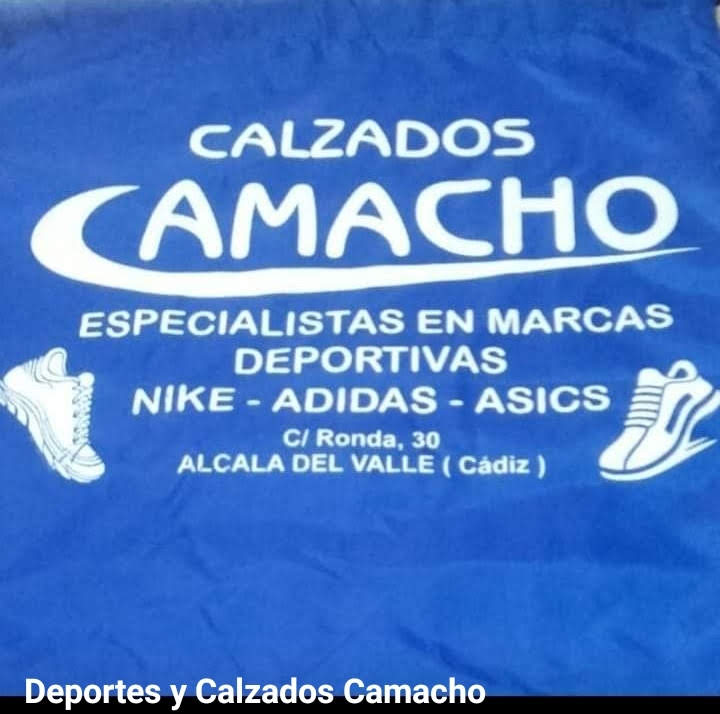 CALZADOS
CAMACHO
ESPECIALISTAS EN MARCAS
DEPORTIVAS
NIKE - ADIDAS - ASICS
C/ Ronda, 30
ALCALA DEL VALLE ( Cádiz )
Deportes y Calzados Camacho